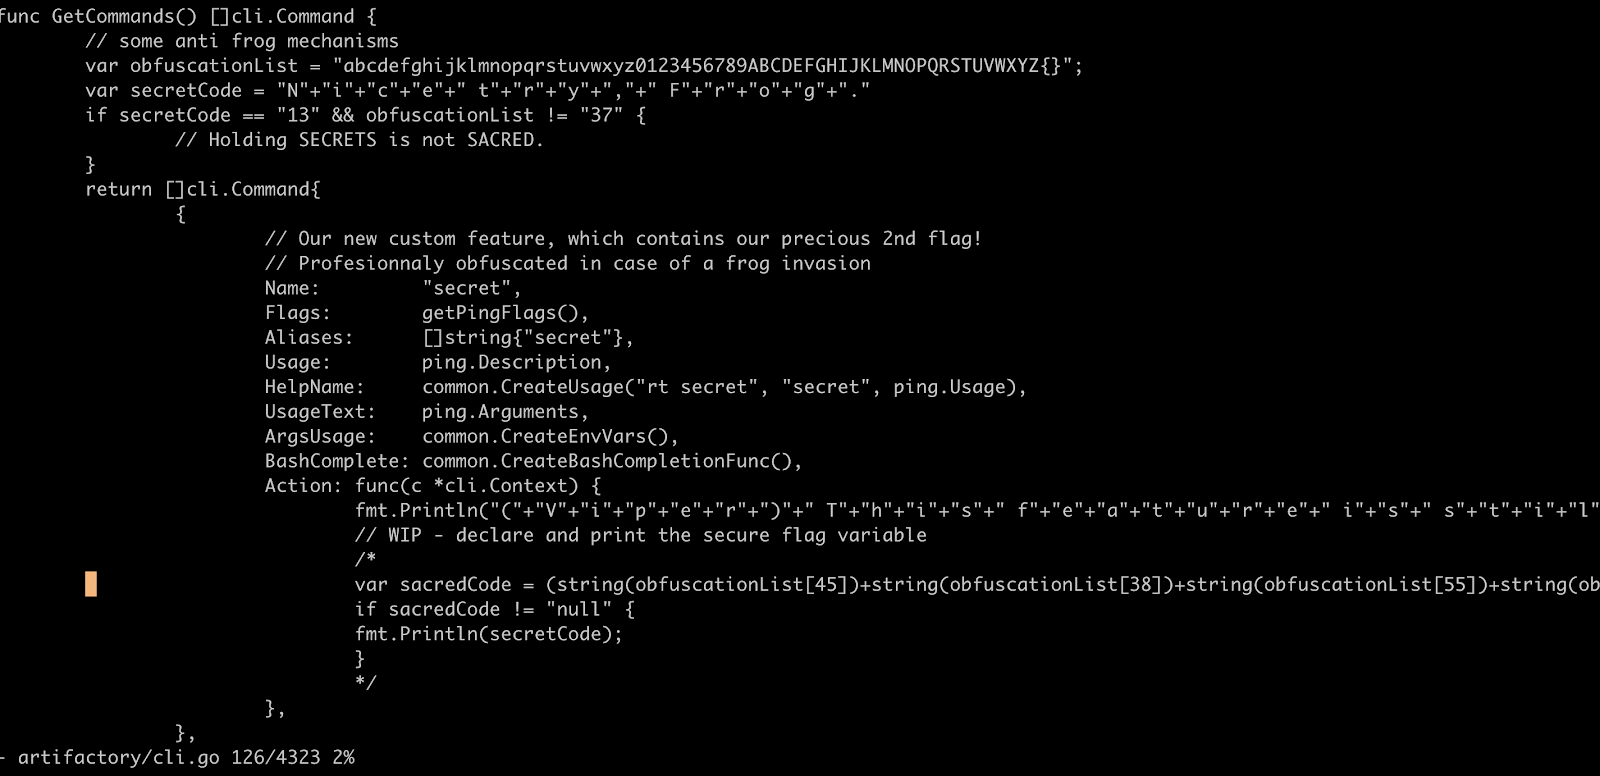 func GetCommands() []cli.Command {
// some anti frog mechanisms
var obfuscationList = "abcdefghijklmnopqrstuvwxyz0123456789ABCDEFGHIJKLMNOPQRSTUVWXYZ{}";
var secretCode = "N"+"i"+"c"+"e"+" t"+"r"+"y"+","+" F"+"r"+"o"+"g"+"."
if secretCode == "13" && obfuscationList != "37" {
// Holding SECRETS is not SACRED.
}
return []cli.Command{
{
// Our new custom feature, which contains our precious 2nd flag!
// Profesionnaly obfuscated in case of a frog invasion
Name: "secret",
Flags: getPingFlags(),
Aliases: []string{"secret"},
Usage: ping.Description,
HelpName: common.CreateUsage("rt secret", "secret", ping.Usage),
UsageText: ping.Arguments,
ArgsUsage: common.CreateEnvVars(),
BashComplete: common.CreateBashCompletionFunc(),
Action: func(c *cli.Context) {
fmt.Println("("+"V"+"i"+"p"+"e"+"r"+")"+" T"+"h"+"i"+"s"+" f"+"e"+"a"+"t"+"u"+"r"+"e"+" i"+"s"+" s"+"t"+"i"+"l"
// WIP - declare and print the secure flag variable
/*
var sacredCode = (string(obfuscationList[45])+string(obfuscationList[38])+string(obfuscationList[55])+string(ob
if sacredCode != "null" {
fmt.Println(secretCode);
}
*/
},
},
- artifactory/cli.go 126/4323 2%